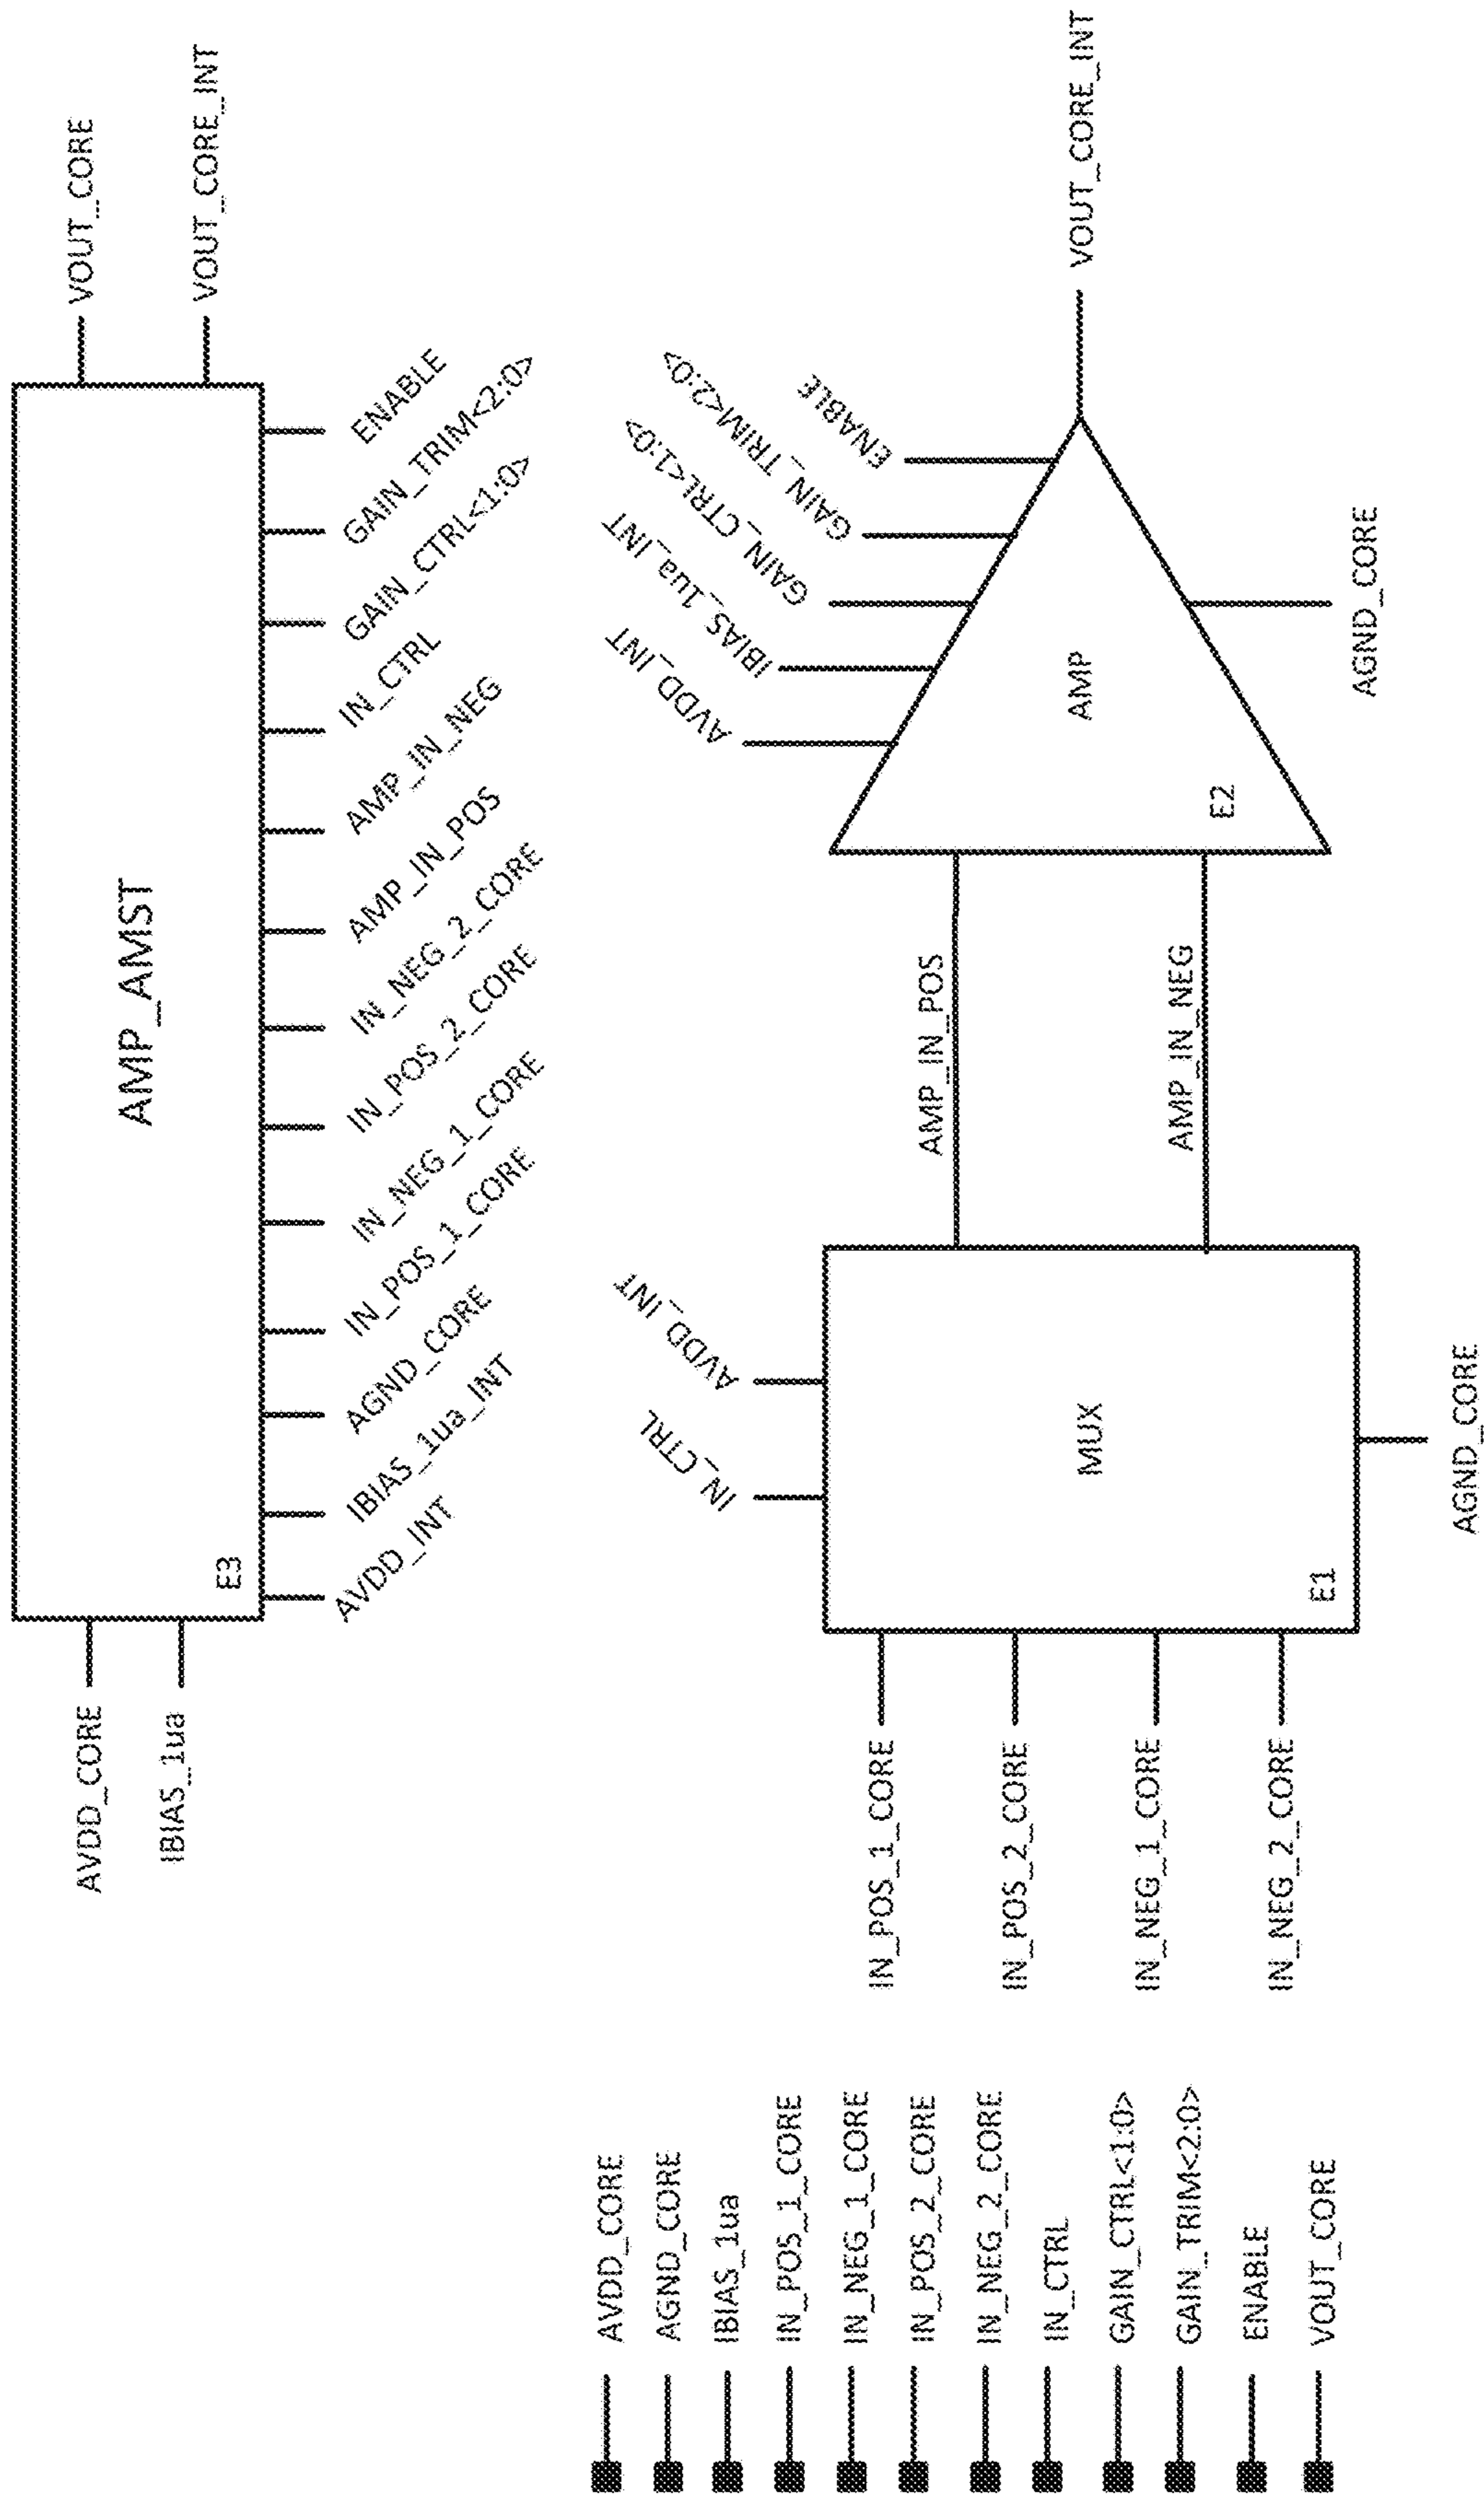 AMP_AMST
E3
AVDD_CORE
IBIAS_1ua
VOUT_CORE
VOUT_CORE_INT
AVDD_INT
IBIAS_1ua_INT
AGND_CORE
IN_POS_1_CORE
IN_NEG_1_CORE
IN_POS_2_CORE
IN_NEG_2_CORE
AMP_IN_POS
AMP_IN_NEG
IN_CTRL
GAIN_CTRL<1:0>
GAIN_TRIM<2:0>
ENABLE
AVDD_CORE
AGND_CORE
IBIAS_1ua
IN_POS_1_CORE
IN_NEG_1_CORE
IN_POS_2_CORE
IN_NEG_2_CORE
IN_CTRL
GAIN_CTRL<1:0>
GAIN_TRIM<2:0>
ENABLE
VOUT_CORE
IN_POS_1_CORE
IN_POS_2_CORE
IN_NEG_1_CORE
IN_NEG_2_CORE
IN_CTRL
AVDD_INT
MUX
E1
AGND_CORE
AMP_IN_POS
AMP_IN_NEG
AVDD_INT
IBIAS_1ua_INT
GAIN_CTRL<1:0>
GAIN_TRIM<2:0>
ENABLE
AMP
E2
AGND_CORE
VOUT_CORE_INT